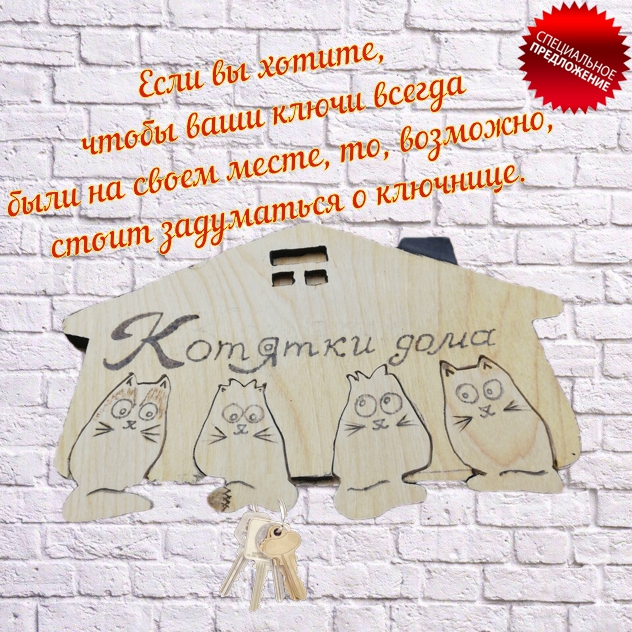 СПЕЦИАЛЬНОЕ
ПРЕДЛОЖЕНИЕ
Если вы хотите,
чтобы ваши ключи всегда
были на своем месте, то, возможно,
стоит задуматься о ключнице.
Котятки дома